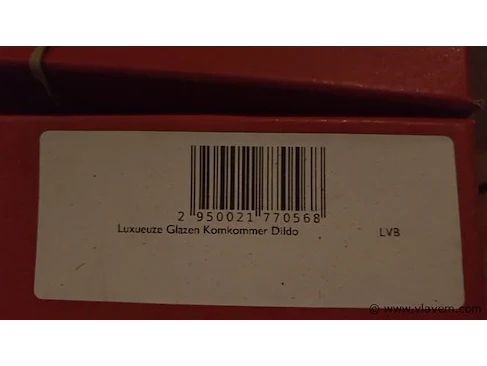 2 950021 770568
Luxueuze Glazen Komkommer Dildo
LVB
© www.vlavem.com